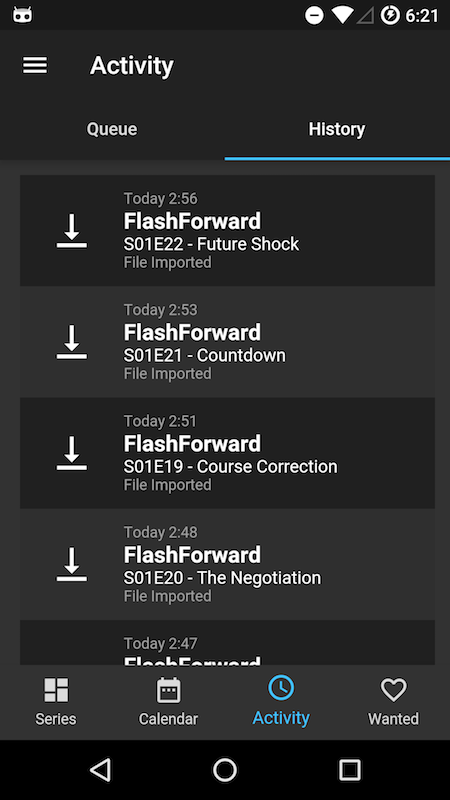 6:21
Activity
Queue
History
Today 2:56
FlashForward
S01E22 - Future Shock
File Imported
Today 2:53
FlashForward
S01E21 - Countdown
File Imported
Today 2:51
FlashForward
S01E19 - Course Correction
File Imported
Today 2:48
FlashForward
S01E20 - The Negotiation
File Imported
Today 2:47
FlashForward
Series
Calendar
Activity
Wanted